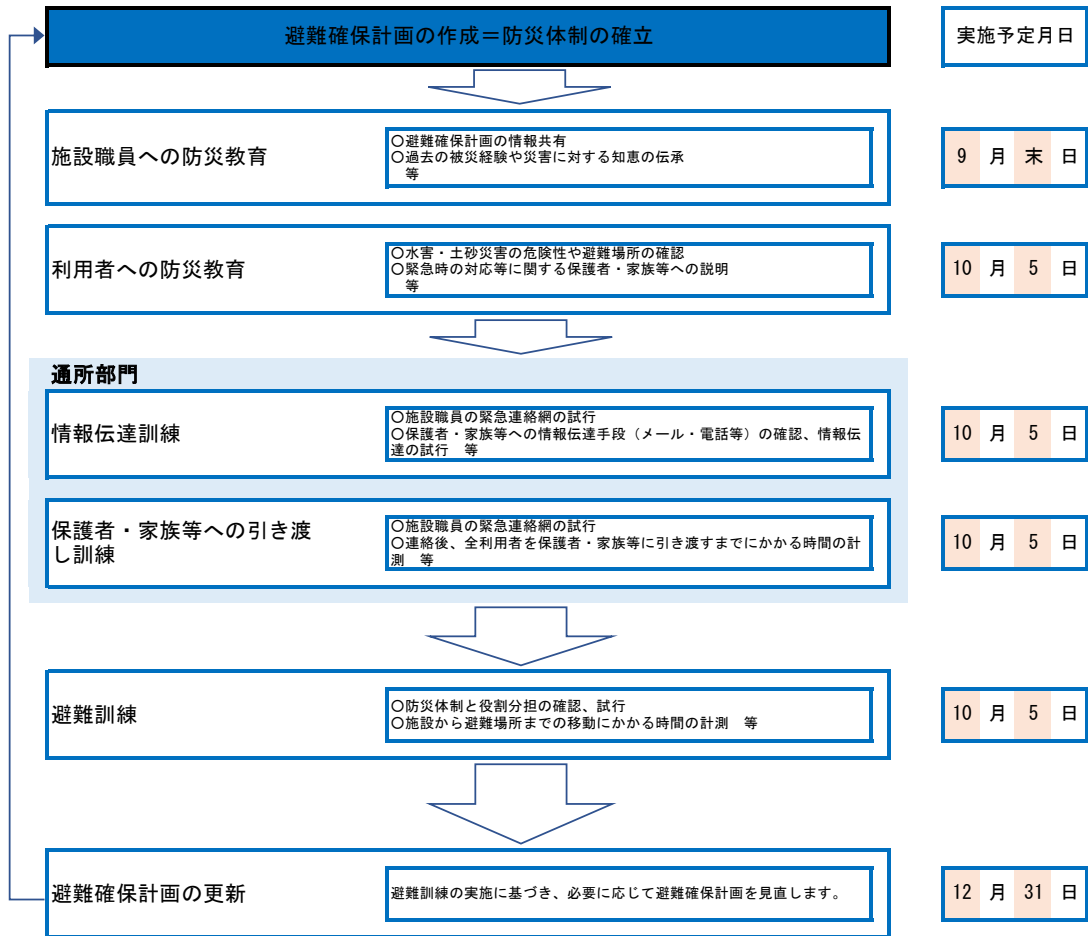 避難確保計画の作成＝防災体制の確立
実施予定月日
施設職員への防災教育
〇避難確保計画の情報共有
〇過去の被災経験や災害に対する知恵の伝承
等
9 月 末 日
利用者への防災教育
〇水害・土砂災害の危険性や避難場所の確認
〇緊急時の対応等に関する保護者・家族等への説明
等
10 月 5 日
通所部門
情報伝達訓練
〇施設職員の緊急連絡網の試行
〇保護者・家族等への情報伝達手段（メール・電話等）の確認、情報伝
達の試行　等
10 月 5 日
保護者・家族等への引き渡
し訓練
〇施設職員の緊急連絡網の試行
〇連絡後、全利用者を保護者・家族等に引き渡すまでにかかる時間の計
測　等
10 月 5 日
避難訓練
〇防災体制と役割分担の確認、試行
〇施設から避難場所までの移動にかかる時間の計測　等
10 月 5 日
避難確保計画の更新
避難訓練の実施に基づき、必要に応じて避難確保計画を見直します。
12 月 31 日